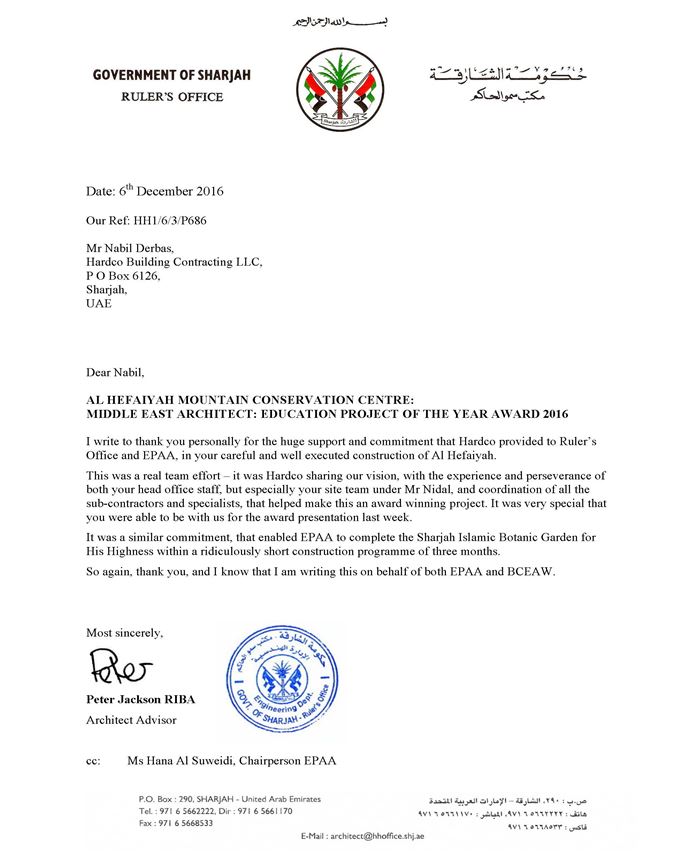 بسم الله الرحمن الرحيم
GOVERNMENT OF SHARJAH
RULER'S OFFICE
حكومة الشارقة
مكتب سمو الحاكم
Sharjah الشارقة
Date: 6th December 2016
Our Ref: HH1/6/3/P686
Mr Nabil Derbas,
Hardco Building Contracting LLC,
P O Box 6126,
Sharjah,
UAE
Dear Nabil,
AL HEFAIYAH MOUNTAIN CONSERVATION CENTRE:
MIDDLE EAST ARCHITECT: EDUCATION PROJECT OF THE YEAR AWARD 2016
I write to thank you personally for the huge support and commitment that Hardco provided to Ruler's
Office and EPAA, in your careful and well executed construction of Al Hefaiyah.
This was a real team effort – it was Hardco sharing our vision, with the experience and perseverance of
both your head office staff, but especially your site team under Mr Nidal, and coordination of all the
sub-contractors and specialists, that helped make this an award winning project. It was very special that
you were able to be with us for the award presentation last week.
It was a similar commitment, that enabled EPAA to complete the Sharjah Islamic Botanic Garden for
His Highness within a ridiculously short construction programme of three months.
So again, thank you, and I know that I am writing this on behalf of both EPAA and BCEAW.
Most sincerely,
Peter
Peter Jackson RIBA
Architect Advisor
حكومة الشارقة - مكتب سمو الحاكم
الإدارة الهندسية
Engineering Dept.
GOVT. OF SHARJAH - Ruler's Office
cc: Ms Hana Al Suweidi, Chairperson EPAA
P.O. Box : 290, SHARJAH - United Arab Emirates
Tel. : 971 6 5662222, Dir : 971 6 5661170
Fax : 971 6 5668533
ص.ب : ٢٩٠، الشارقة – الإمارات العربية المتحدة
هاتف : ٥٦٦٢٢٢٢ ٦ ٩٧١، المباشر : ٥٦٦١١٧٠ ٦ ٩٧١
فاكس : ٥٦٦٨٥٣٣ ٦ ٩٧١
E-Mail : architect@hhoffice.shj.ae